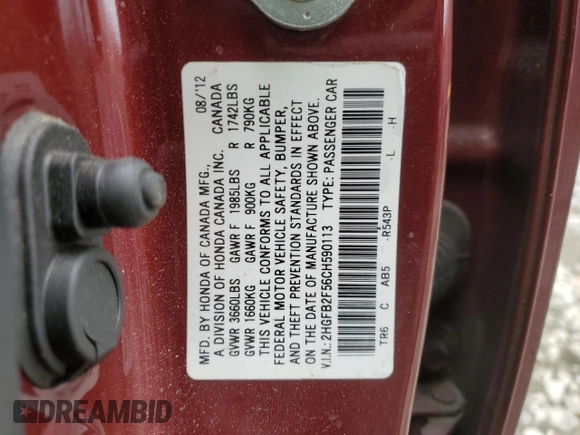 MFD. BY HONDA OF CANADA MFG., 08/'12
A DIVISION OF HONDA CANADA INC. CANADA
GVWR 3660LBS GAWR F 1985LBS R 1742LBS
GVWR 1660KG GAWR F 900KG R 790KG
THIS VEHICLE CONFORMS TO ALL APPLICABLE
FEDERAL MOTOR VEHICLE SAFETY, BUMPER,
AND THEFT PREVENTION STANDARDS IN EFFECT
ON THE DATE OF MANUFACTURE SHOWN ABOVE.
V.I.N.: 2HGFB2F56CH590113 TYPE: PASSENGER CAR
TR6 C AB5 -R543P -L -H
DREAMBID